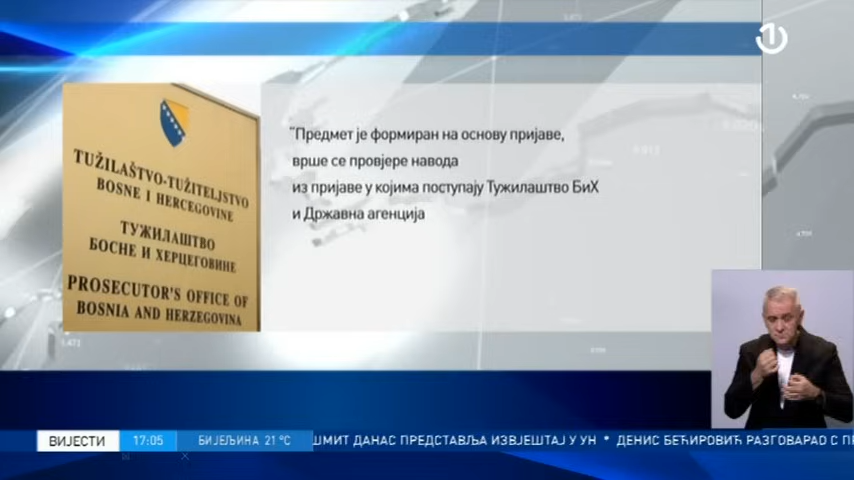 1
TUŽILAŠTVO-TUŽITELJSTVO
BOSNE I HERCEGOVINE
ТУЖИЛАШТВО
БОСНЕ И ХЕРЦЕГОВИНЕ
PROSECUTOR'S OFFICE OF
BOSNIA AND HERZEGOVINA
"Предмет је формиран на основу пријаве,
врше се провјере навода
из пријаве у којима поступају Тужилаштво БиХ
и Државна агенција
ВИЈЕСТИ 17:05 БИЈЕЉИНА 21°C ШМИТ ДАНАС ПРЕДСТАВЉА ИЗВЈЕШТАЈ У УН * ДЕНИС БЕЋИРОВИЋ РАЗГОВАРАО С